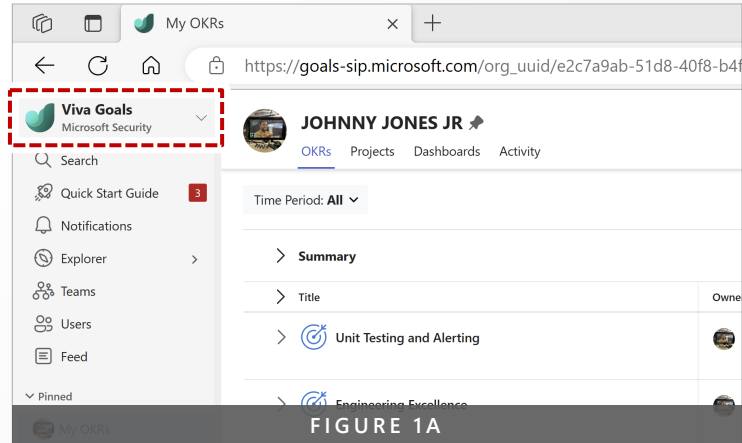 My OKRs
https://goals-sip.microsoft.com/org_uuid/e2c7a9ab-51d8-40f8-b4f
Viva Goals
Microsoft Security
Search
Quick Start Guide 3
Notifications
Explorer
Teams
Users
Feed
Pinned
My OKRs
JOHNNY JONES JR
OKRs Projects Dashboards Activity
Time Period: All
Summary
Title Owne
Unit Testing and Alerting
Engineering Excellence
FIGURE 1A